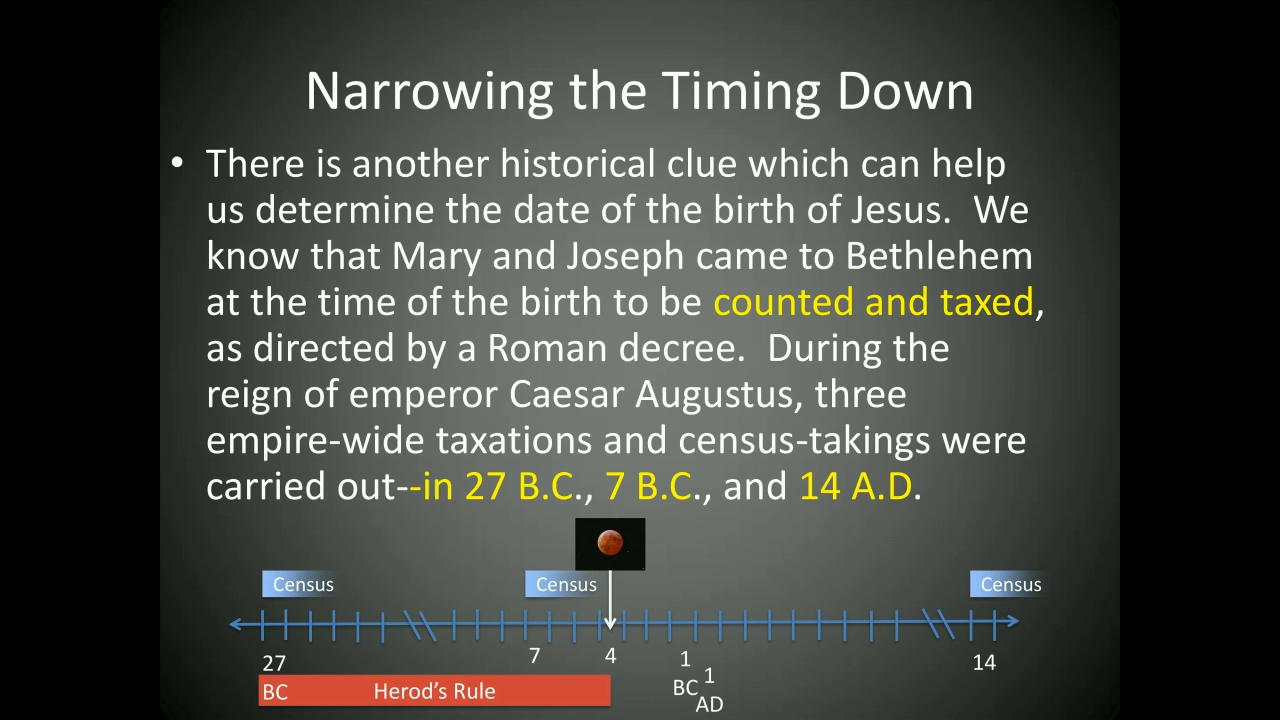 Narrowing the Timing Down
• There is another historical clue which can help
us determine the date of the birth of Jesus.  We
know that Mary and Joseph came to Bethlehem
at the time of the birth to be counted and taxed,
as directed by a Roman decree.  During the
reign of emperor Caesar Augustus, three
empire-wide taxations and census-takings were
carried out--in 27 B.C., 7 B.C., and 14 A.D.
Census
Census
Census
27
BC
7
4
1
BC
1
AD
14
Herod's Rule